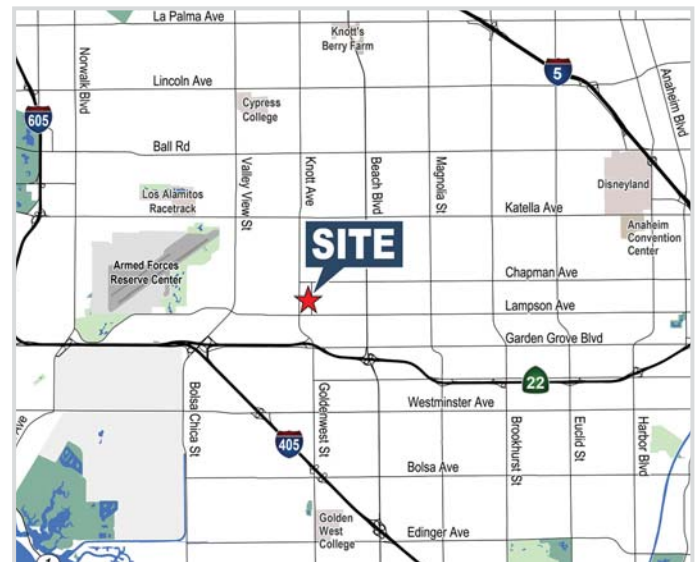 La Palma Ave
Knott's
Berry Farm
Norwalk Blvd
5
Anaheim Blvd
Lincoln Ave
Cypress
College
605
Ball Rd
Valley View St
Knott Ave
Beach Blvd
Magnolia St
Disneyland
Los Alamitos
Racetrack
Katella Ave
Anaheim
Convention
Center
SITE
Armed Forces
Reserve Center
Chapman Ave
Lampson Ave
Garden Grove Blvd
22
Bolsa Chica St
Goldenwest St
Westminster Ave
Brookhurst St
Euclid St
Harbor Blvd
Ave
405
Bolsa Ave
Golden
West
College
Edinger Ave
1